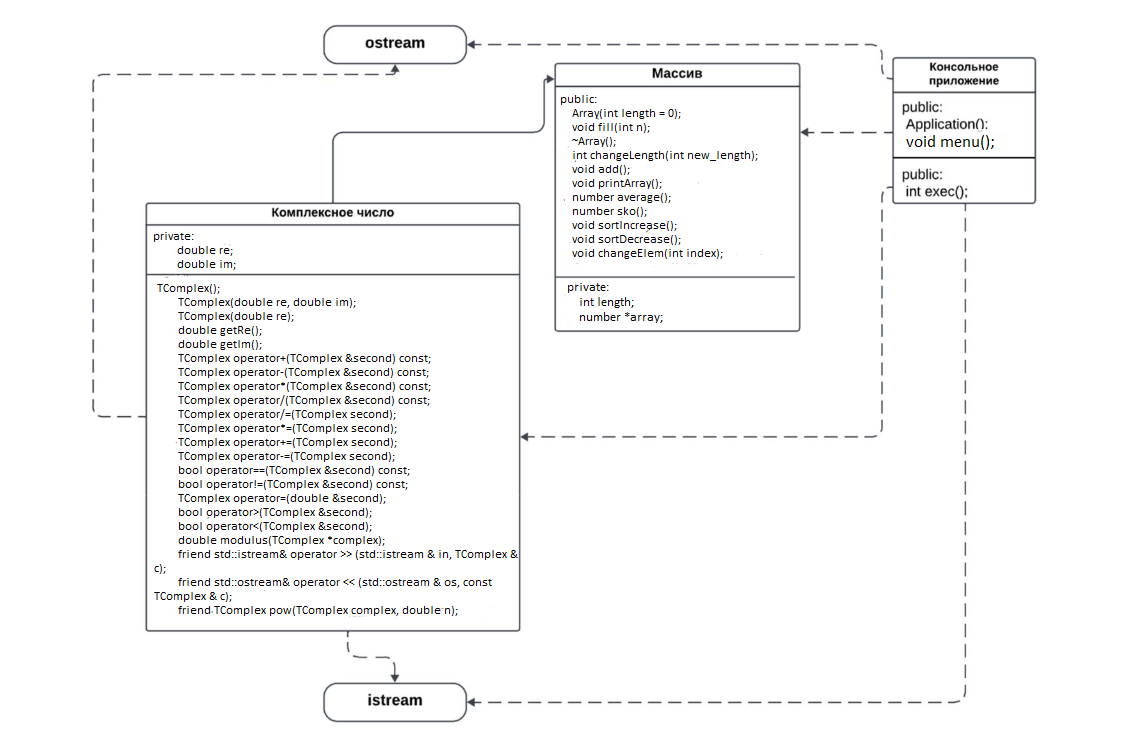 ostream
Массив
public:
Array(int length = 0);
void fill(int n);
~Array();
int changeLength(int new_length);
void add();
void printArray();
number average();
number sko();
void sortIncrease();
void sortDecrease();
void changeElem(int index);
private:
int length;
number *array;
Консольное
приложение
public:
Application():
void menu();
public:
int exec();
Комплексное число
private:
double re;
double im;
TComplex();
TComplex(double re, double im);
TComplex(double re);
double getRe();
double getIm();
TComplex operator+(TComplex &second) const;
TComplex operator-(TComplex &second) const;
TComplex operator*(TComplex &second) const;
TComplex operator/(TComplex &second) const;
TComplex operator/=(TComplex second);
TComplex operator*=(TComplex second);
TComplex operator+=(TComplex second);
TComplex operator-=(TComplex second);
bool operator==(TComplex &second) const;
bool operator!=(TComplex &second) const;
TComplex operator=(double &second);
bool operator>(TComplex &second);
bool operator<(TComplex &second);
double modulus(TComplex *complex);
friend std::istream& operator >> (std::istream & in, TComplex &
c);
friend std::ostream& operator << (std::ostream & os, const
TComplex & c);
friend TComplex pow(TComplex complex, double n);
istream